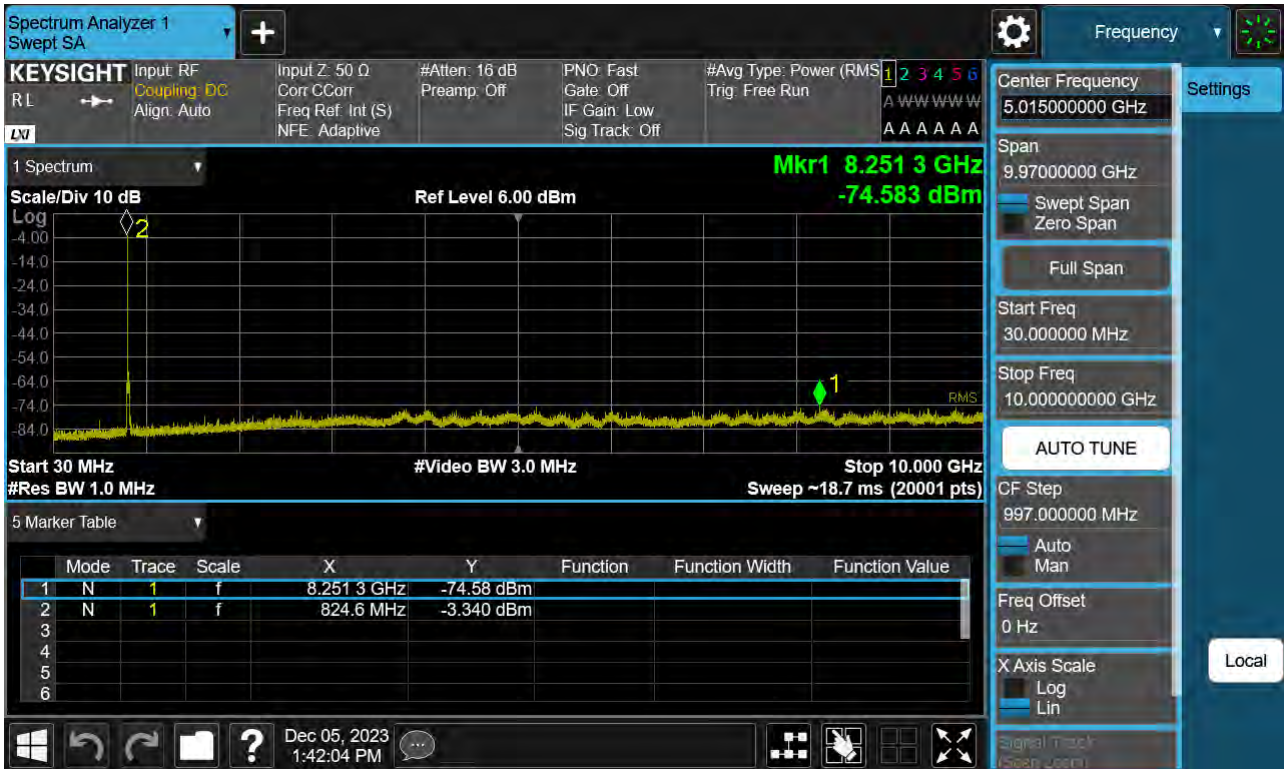 Spectrum Analyzer 1
Swept SA
+
Frequency
KEYSIGHT
RL
LXI
Input: RF
Coupling: DC
Align: Auto
Input Z: 50 Ω
Corr CCorr
Freq Ref: Int (S)
NFE: Adaptive
#Atten: 16 dB
Preamp: Off
PNO: Fast
Gate: Off
IF Gain: Low
Sig Track: Off
#Avg Type: Power (RMS
Trig: Free Run
1 2 3 4 5 6
A W W W W W
A A A A A A
1 Spectrum
Mkr1 8.251 3 GHz
-74.583 dBm
Scale/Div 10 dB
Ref Level 6.00 dBm
Log
-4.00
-14.0
-24.0
-34.0
-44.0
-54.0
-64.0
-74.0
-84.0
2
1
RMS
Start 30 MHz
#Video BW 3.0 MHz
Stop 10.000 GHz
#Res BW 1.0 MHz
Sweep ~18.7 ms (20001 pts)
5 Marker Table
Mode Trace Scale X Y Function Function Width Function Value
1 N 1 f 8.251 3 GHz -74.58 dBm
2 N 1 f 824.6 MHz -3.340 dBm
3
4
5
6
?
Dec 05, 2023
1:42:04 PM
Center Frequency
5.015000000 GHz
Settings
Span
9.97000000 GHz
Swept Span
Zero Span
Full Span
Start Freq
30.000000 MHz
Stop Freq
10.000000000 GHz
AUTO TUNE
CF Step
997.000000 MHz
Auto
Man
Freq Offset
0 Hz
X Axis Scale
Log
Lin
Local
Signal Track
(Span Zoom)